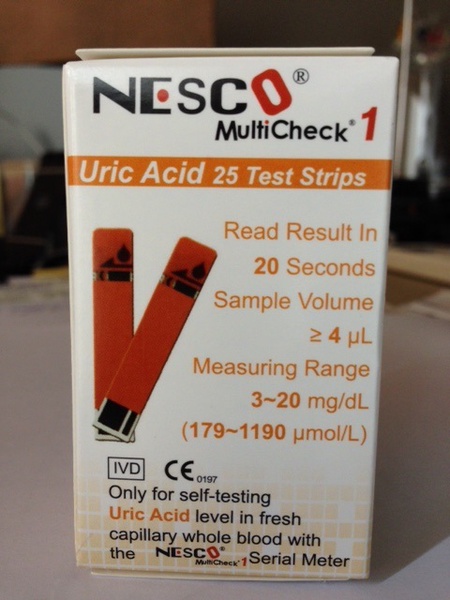 NESCO®
MultiCheck® 1
Uric Acid 25 Test Strips
Read Result In
20 Seconds
Sample Volume
≥ 4 µL
Measuring Range
3~20 mg/dL
(179~1190 µmol/L)
IVD CE 0197
Only for self-testing
Uric Acid level in fresh
capillary whole blood with
the NESCO® MultiCheck® 1 Serial Meter